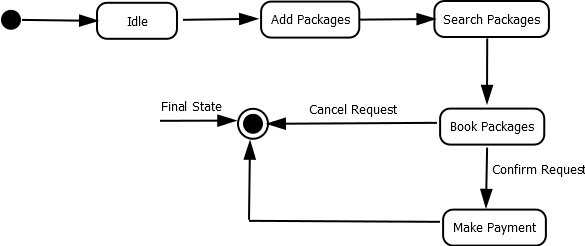 Idle
Add Packages
Search Packages
Final State
Cancel Request
Book Packages
Confirm Request
Make Payment